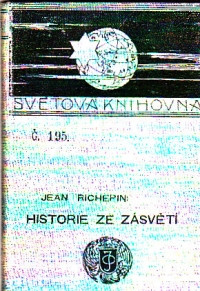 SVĚTOVÁ KNIHOVNA
Č. 195.
JEAN RICHEPIN:
HISTORIE ZE ZÁSVĚTÍ